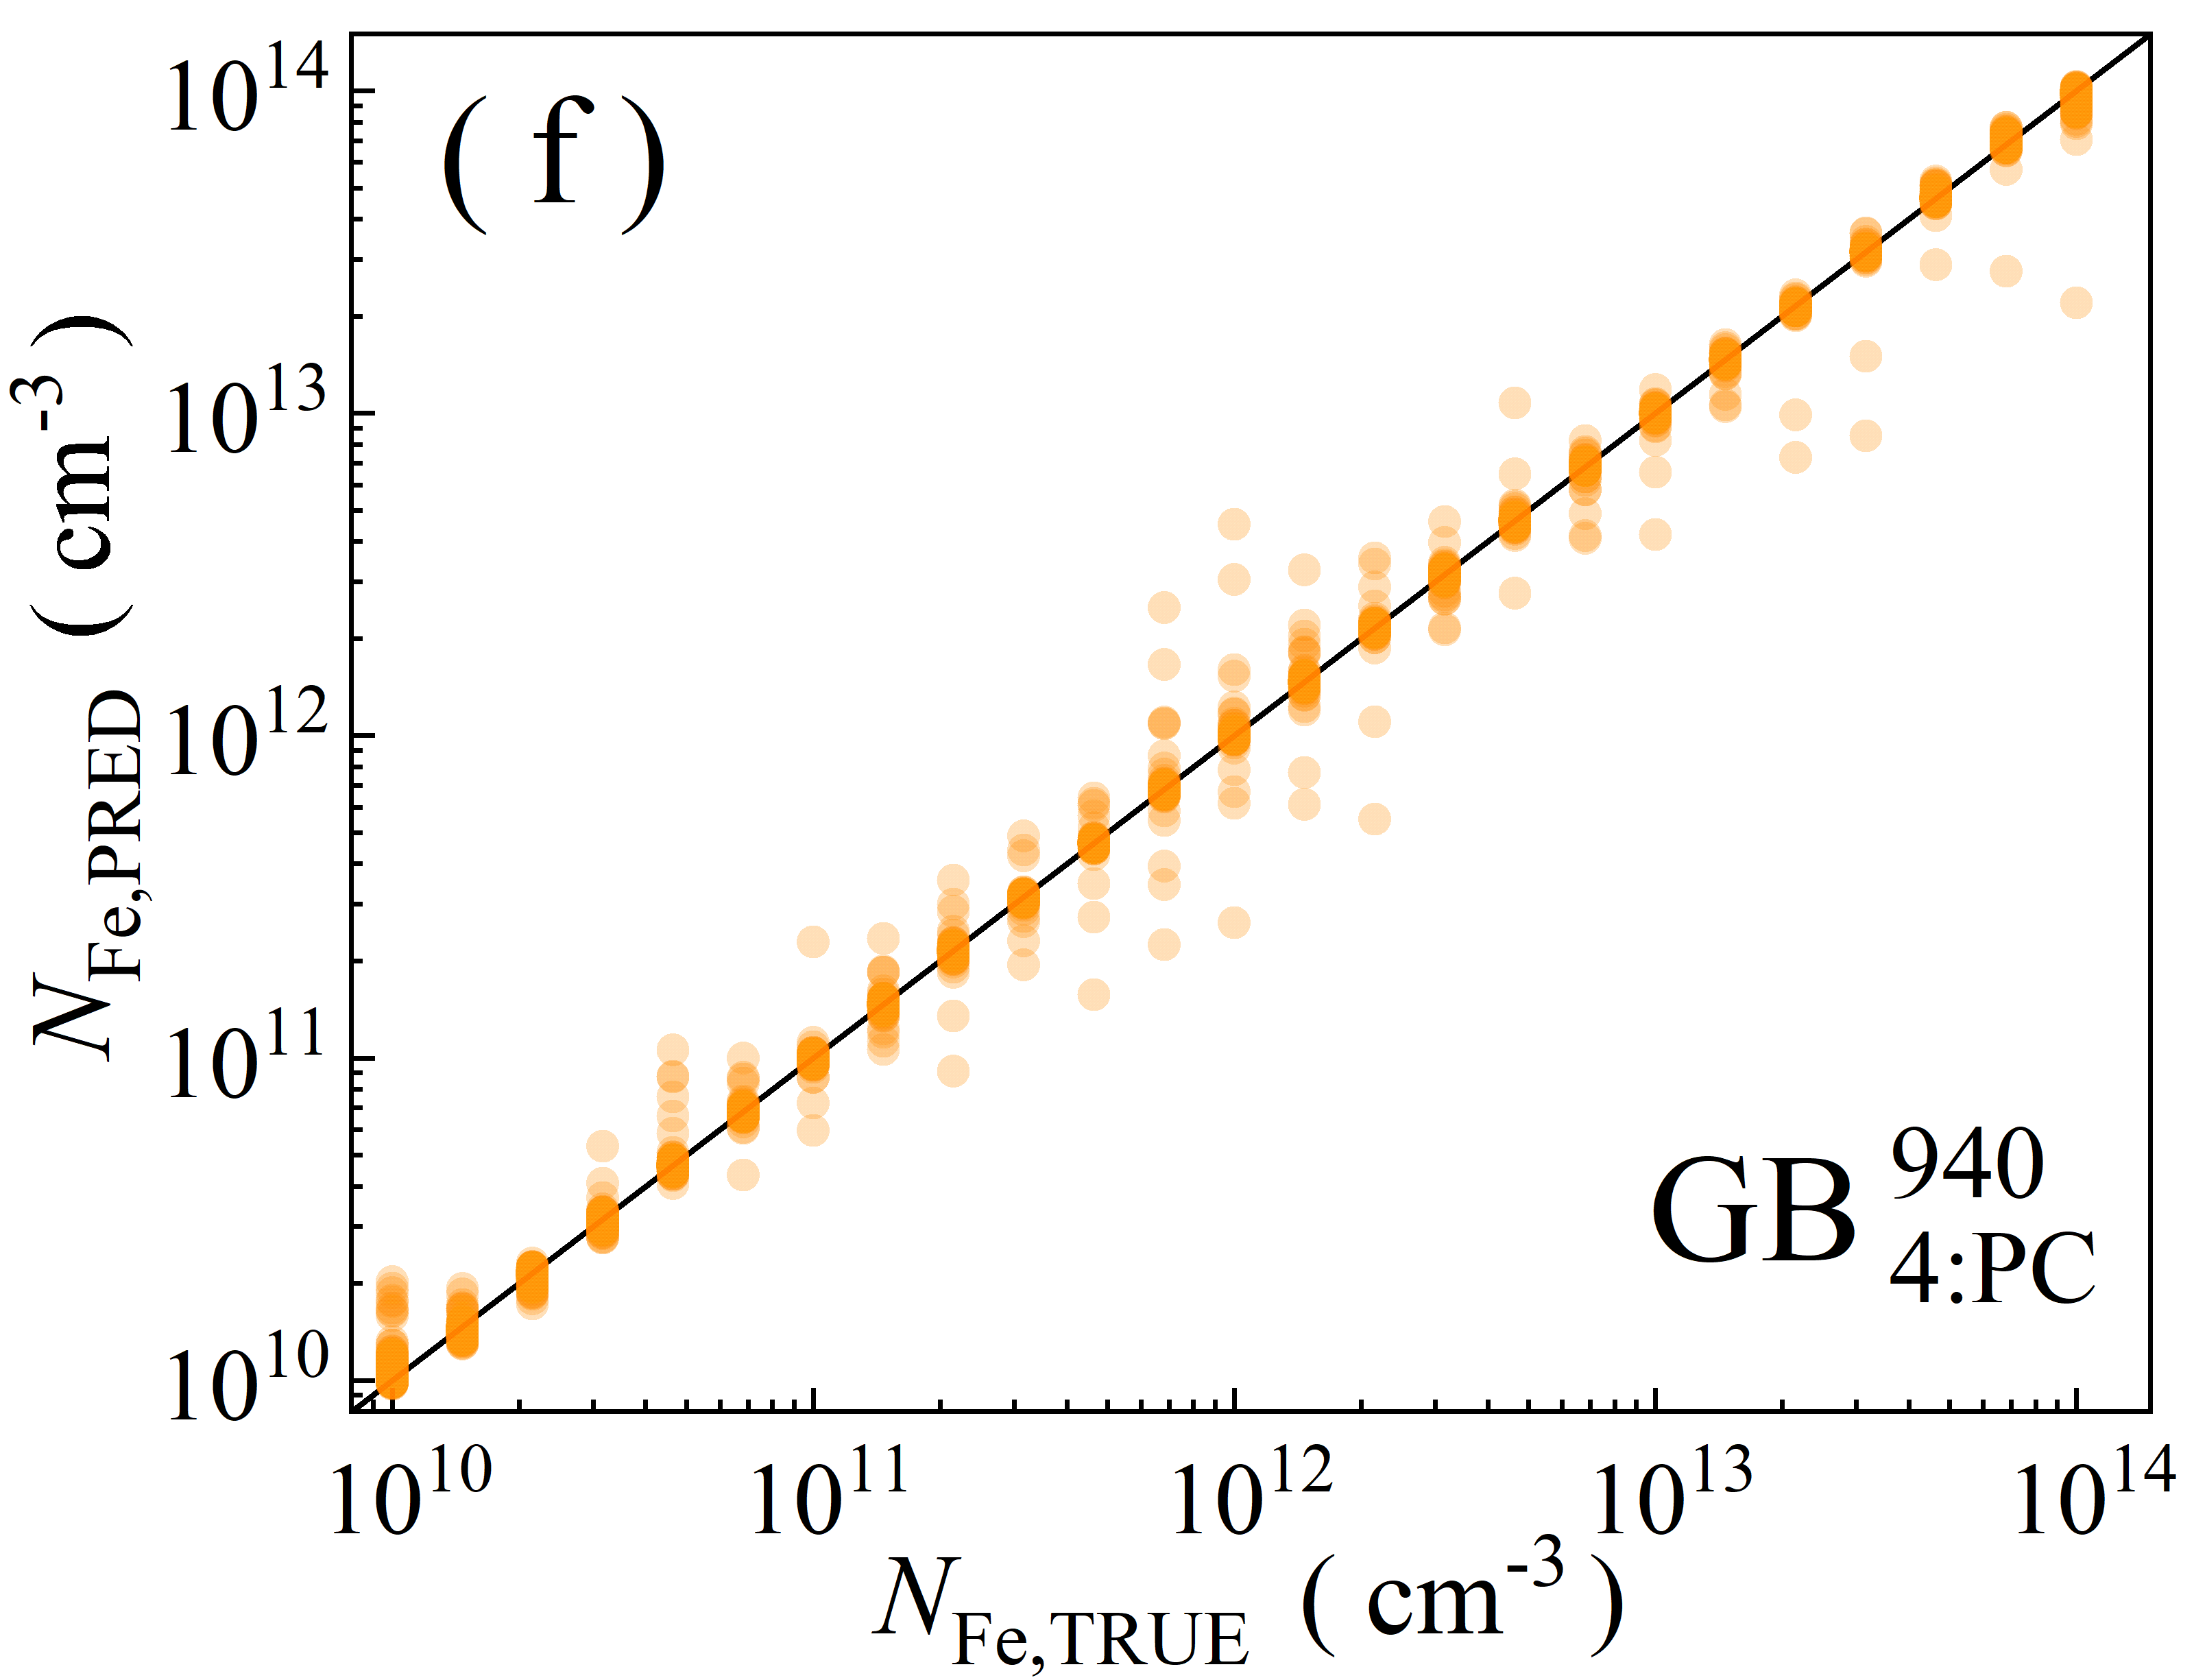 ( f )
10^14
10^13
10^12
10^11
10^10
N_Fe,PRED ( cm^-3 )
GB 940
4:PC
10^10 10^11 10^12 10^13 10^14
N_Fe,TRUE ( cm^-3 )